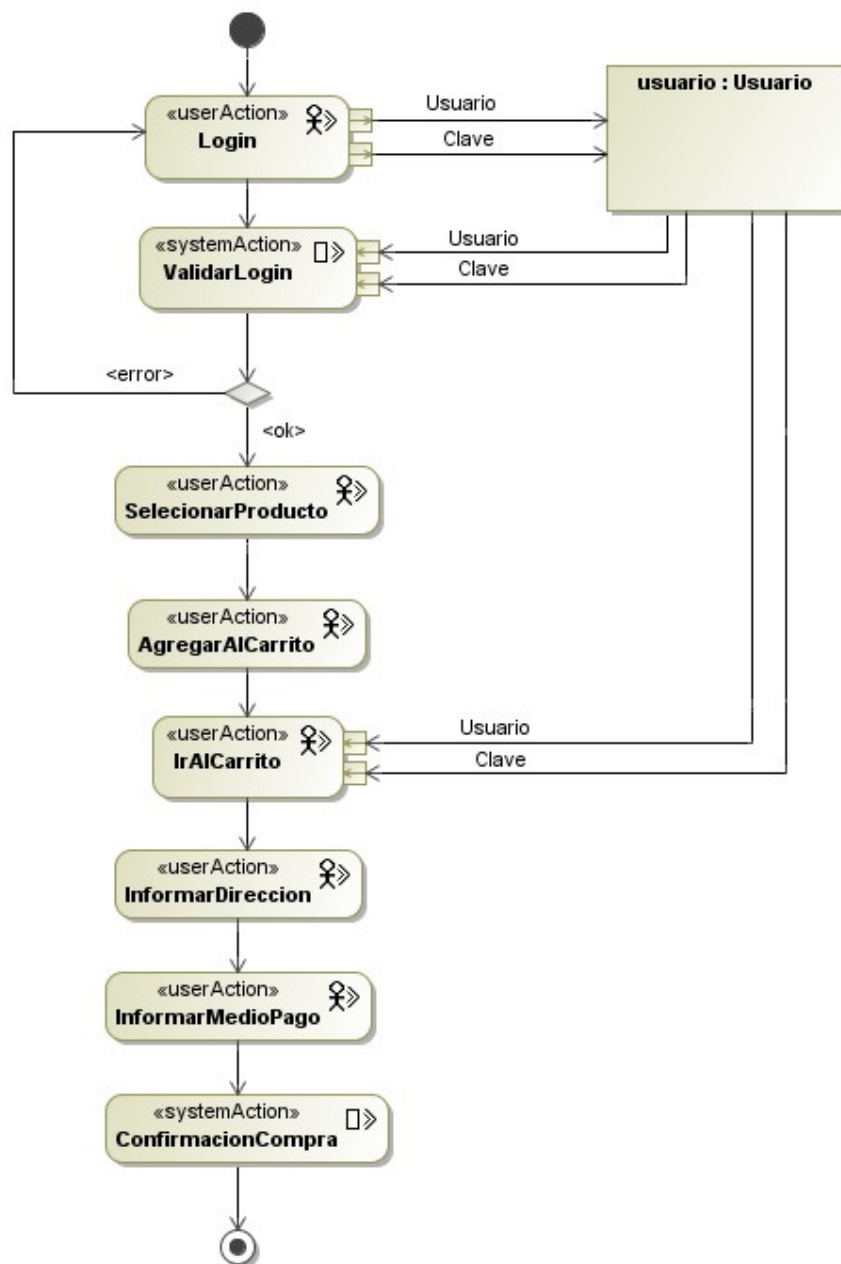 «userAction»
Login
Usuario
Clave
usuario : Usuario
«systemAction»
ValidarLogin
Usuario
Clave
<error>
<ok>
«userAction»
SelecionarProducto
«userAction»
AgregarAlCarrito
«userAction»
IrAlCarrito
Usuario
Clave
«userAction»
InformarDireccion
«userAction»
InformarMedioPago
«systemAction»
ConfirmacionCompra